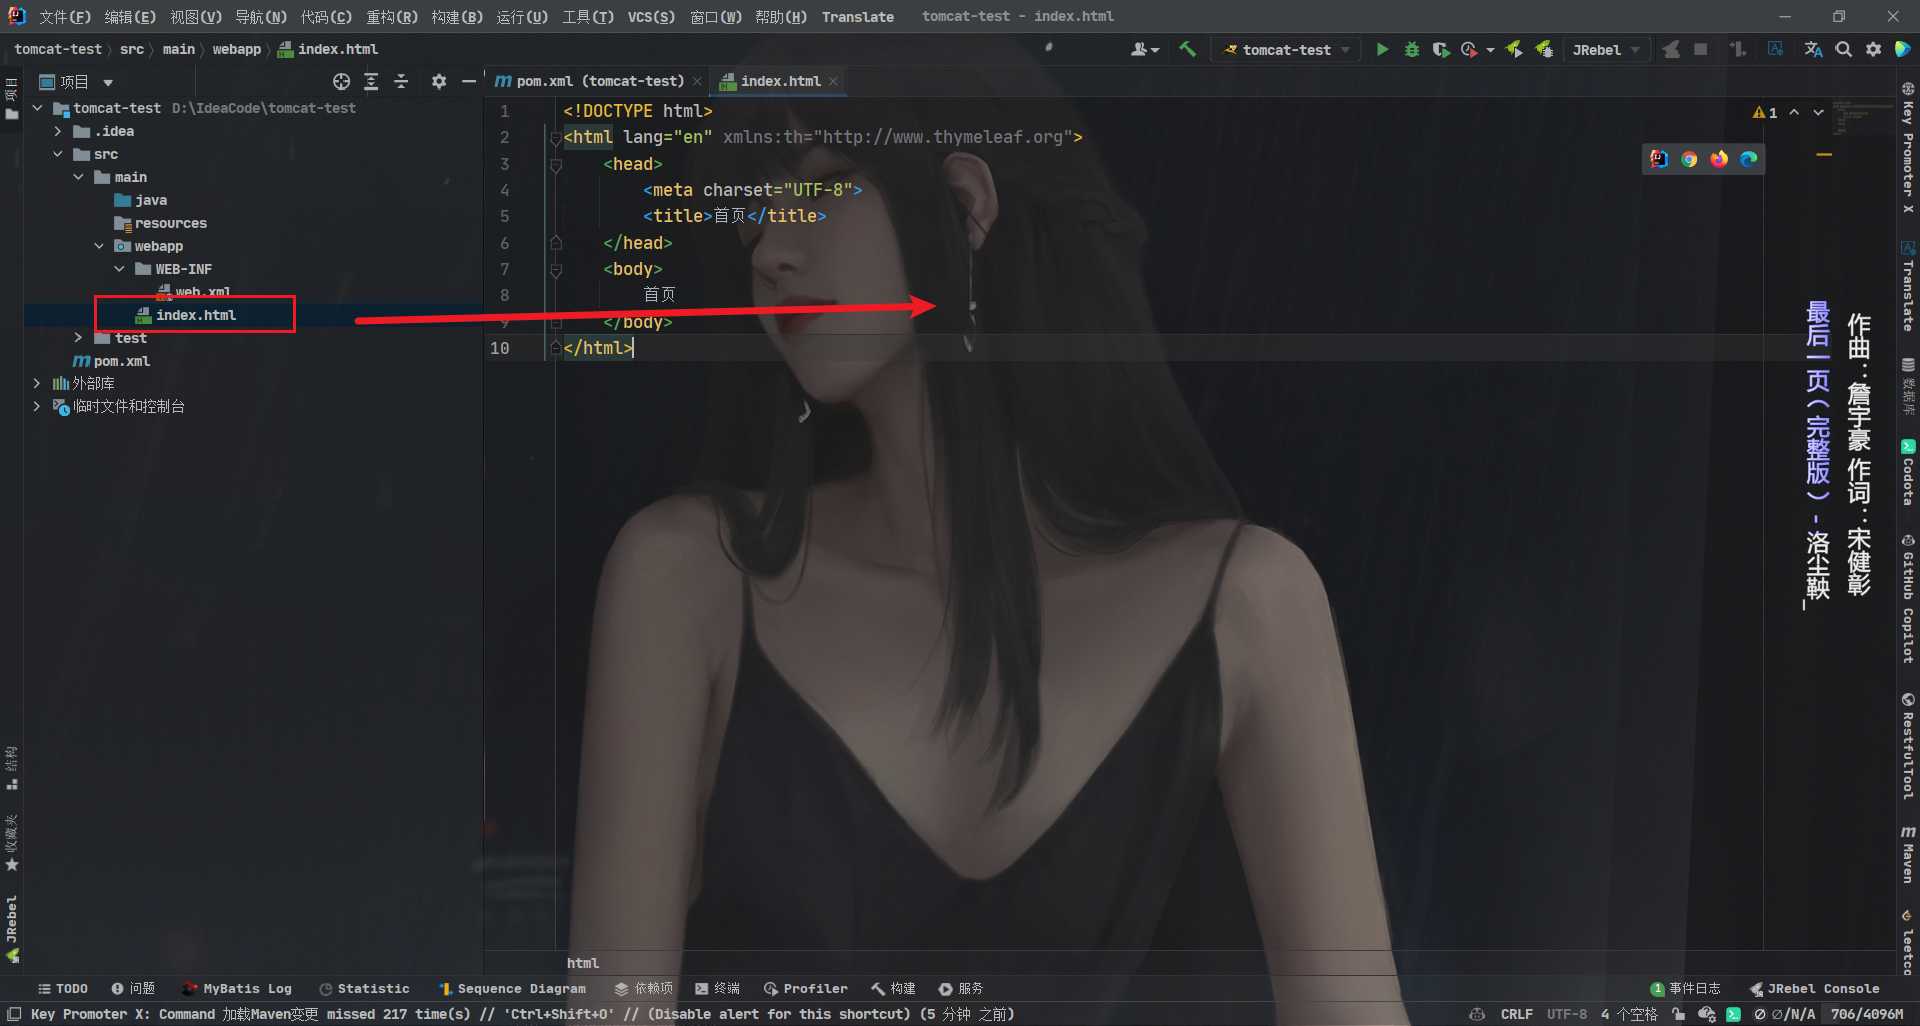 文件(F) 编辑(E) 视图(V) 导航(N) 代码(C) 重构(R) 构建(B) 运行(U) 工具(T) VCS(S) 窗口(W) 帮助(H) Translate tomcat-test - index.html
tomcat-test src main webapp index.html
tomcat-test
JRebel
项目
项目
pom.xml (tomcat-test)
index.html
tomcat-test D:\IdeaCode\tomcat-test
.idea
src
main
java
resources
webapp
WEB-INF
web.xml
index.html
test
pom.xml
外部库
临时文件和控制台
1 <!DOCTYPE html>
2 <html lang="en" xmlns:th="http://www.thymeleaf.org">
3 <head>
4 <meta charset="UTF-8">
5 <title>首页</title>
6 </head>
7 <body>
8 首页
9 </body>
10 </html>
1
作曲：詹宇豪 作词：宋健彰
最后一页（完整版）- 洛尘鞅_
Key Promoter X
Translate
数据库
Codota
GitHub Copilot
RestfulTool
Maven
leetco
结构
收藏夹
JRebel
html
TODO 问题 MyBatis Log Statistic Sequence Diagram 依赖项 终端 Profiler 构建 服务 1 事件日志 JRebel Console
Key Promoter X: Command 加载Maven变更 missed 217 time(s) // 'Ctrl+Shift+O' // (Disable alert for this shortcut) (5 分钟 之前) CRLF UTF-8 4 个空格 ∅/N/A 706/4096M